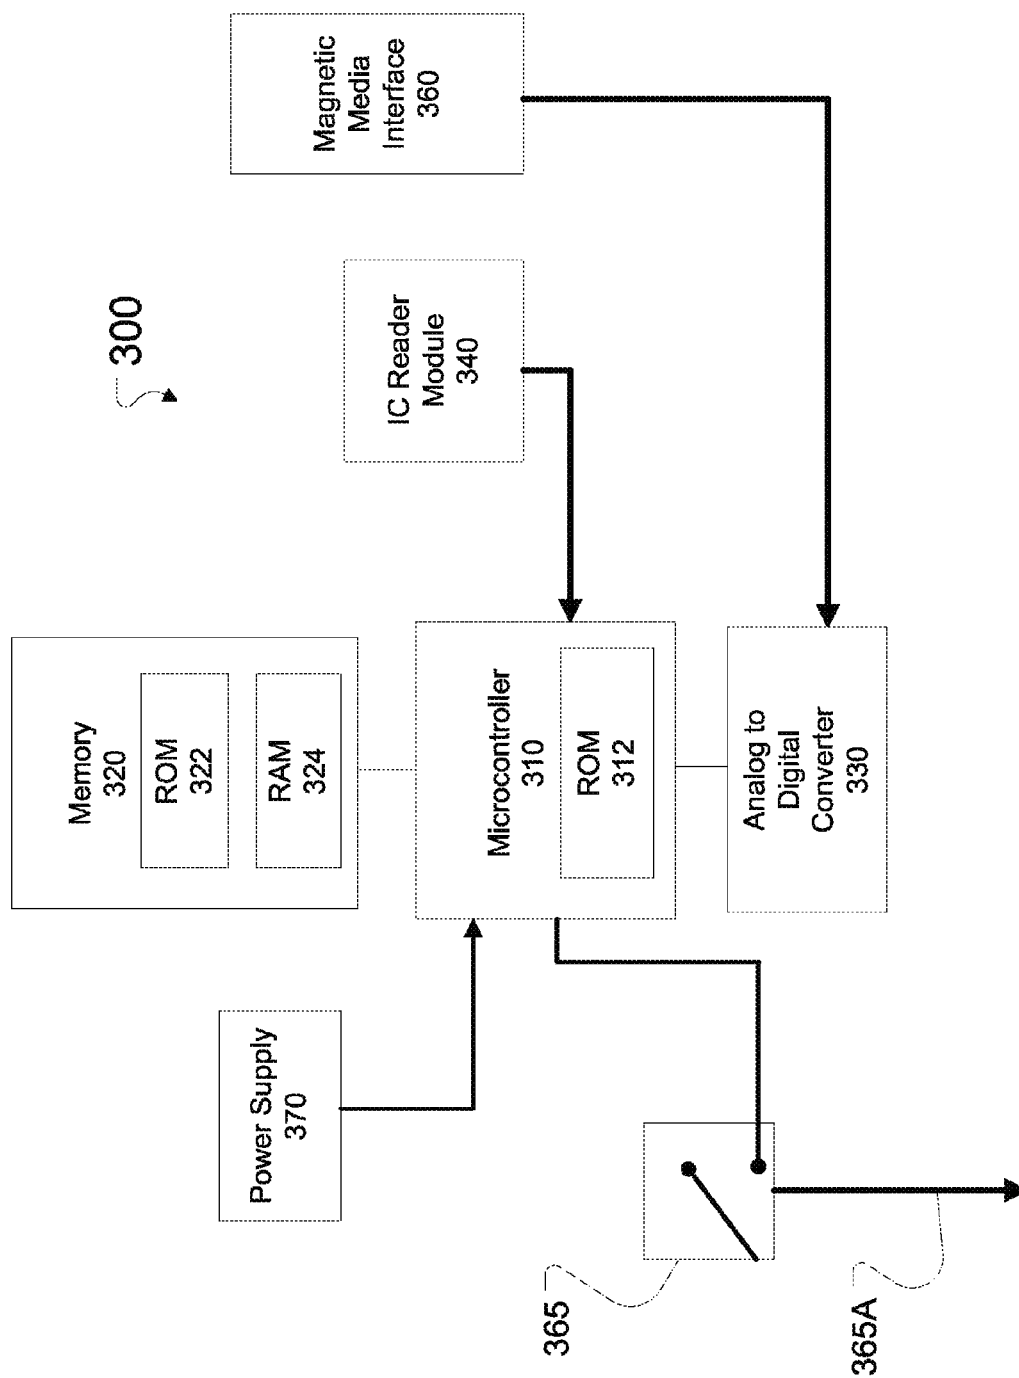 300
Magnetic
Media
Interface
360
IC Reader
Module
340
Memory
320
ROM
322
RAM
324
Microcontroller
310
ROM
312
Analog to
Digital
Converter
330
Power Supply
370
365
365A